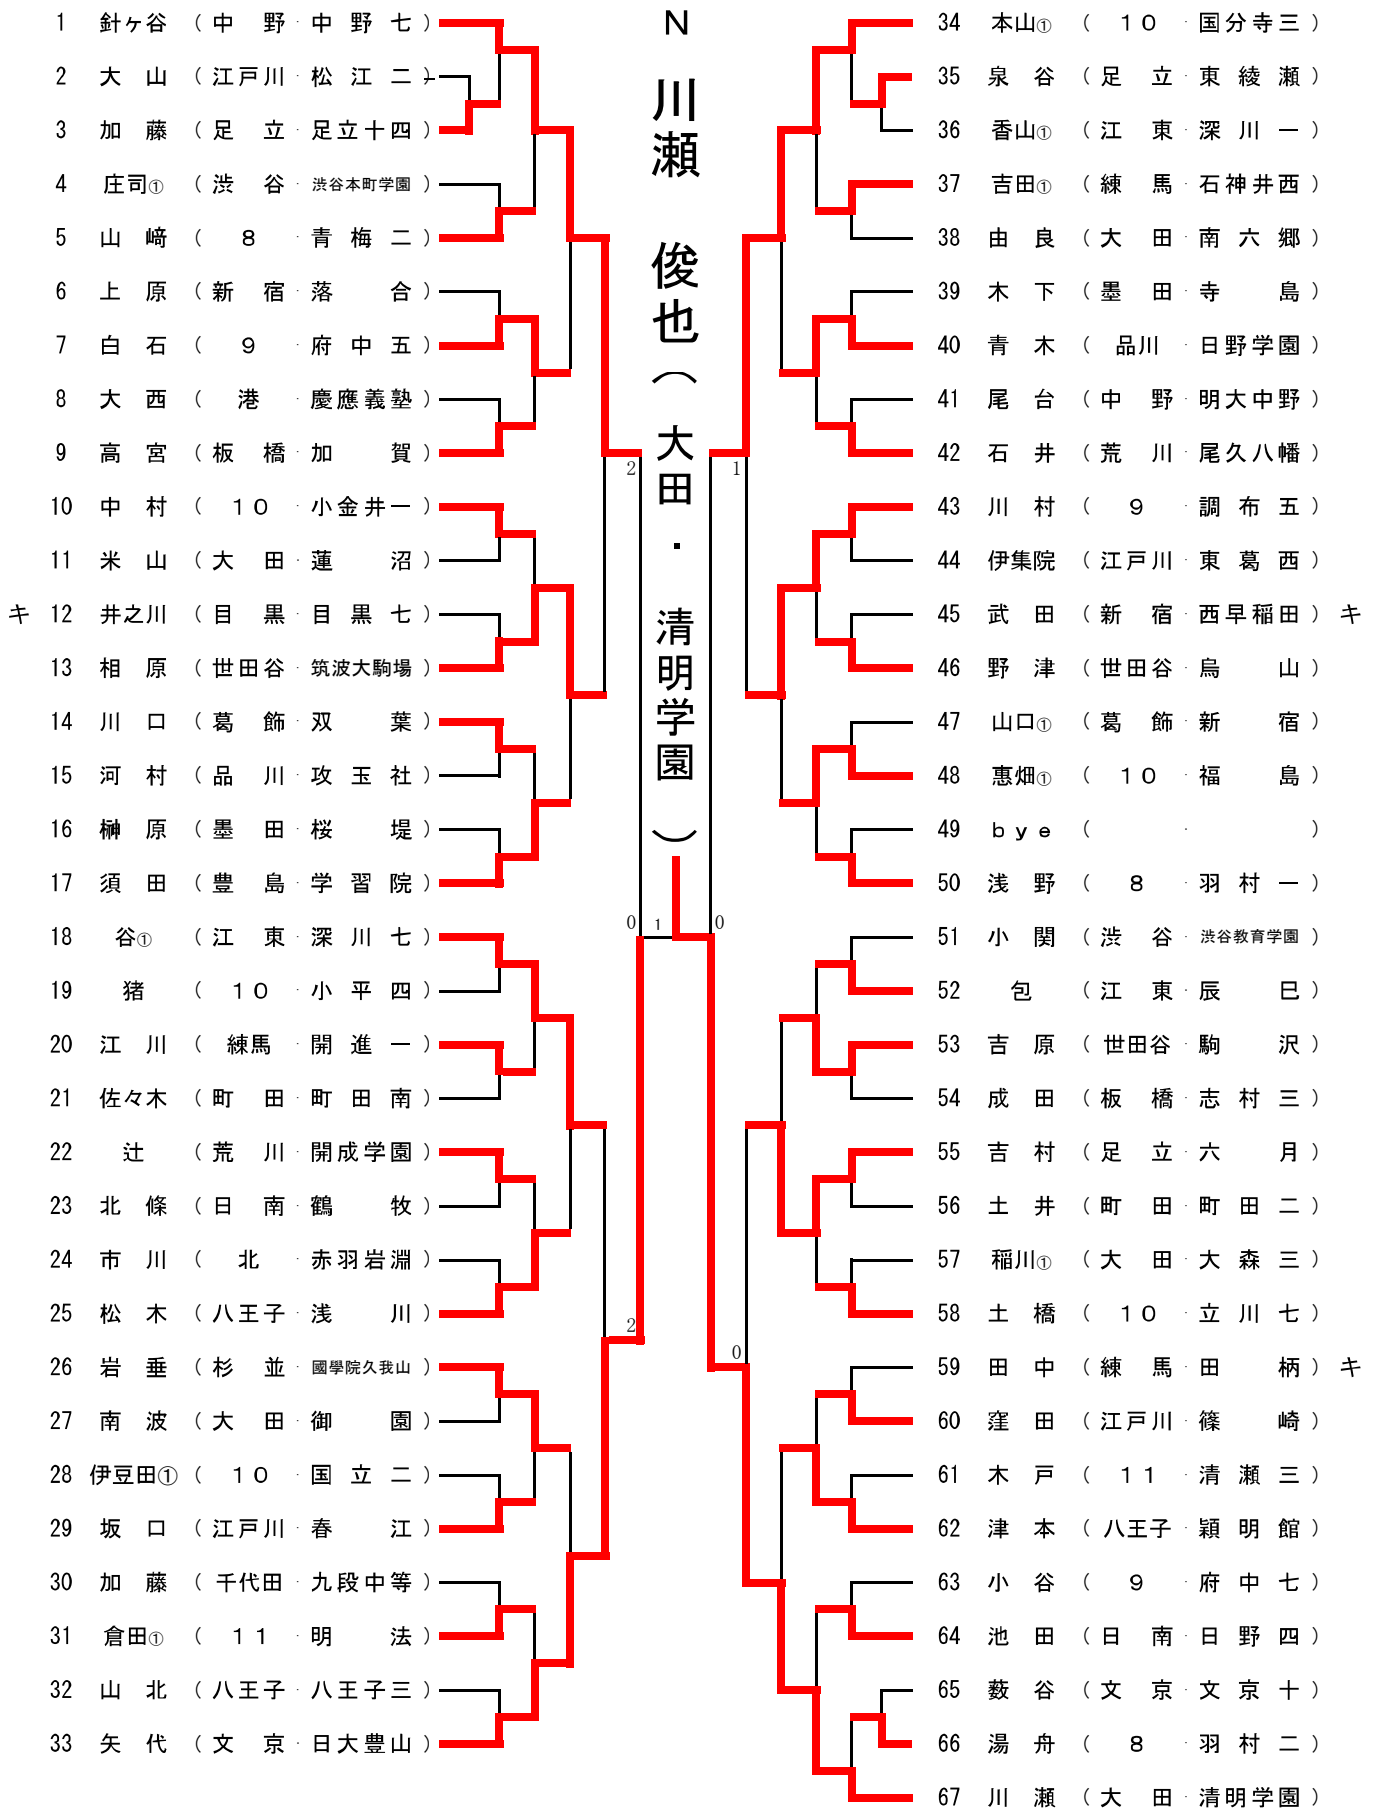 1 針ヶ谷 （ 中 野 ・ 中 野 七 ）
2 大 山 （ 江戸川 ・ 松 江 二 ）
3 加 藤 （ 足 立 ・ 足立十四 ）
4 庄司① （ 渋 谷 ・ 渋谷本町学園 ）
5 山 﨑 （ 8 ・ 青 梅 二 ）
6 上 原 （ 新 宿 ・ 落 合 ）
7 白 石 （ 9 ・ 府 中 五 ）
8 大 西 （ 港 ・ 慶應義塾 ）
9 高 宮 （ 板 橋 ・ 加 賀 ）
10 中 村 （ １０ ・ 小金井一 ）
11 米 山 （ 大 田 ・ 蓮 沼 ）
キ 12 井之川 （ 目 黒 ・ 目 黒 七 ）
13 相 原 （ 世田谷 ・ 筑波大駒場 ）
14 川 口 （ 葛 飾 ・ 双 葉 ）
15 河 村 （ 品 川 ・ 攻 玉 社 ）
16 榊 原 （ 墨 田 ・ 桜 堤 ）
17 須 田 （ 豊 島 ・ 学 習 院 ）
18 谷① （ 江 東 ・ 深 川 七 ）
19 猪 （ １０ ・ 小 平 四 ）
20 江 川 （ 練馬 ・ 開 進 一 ）
21 佐々木 （ 町 田 ・ 町 田 南 ）
22 辻 （ 荒 川 ・ 開成学園 ）
23 北 條 （ 日 南 ・ 鶴 牧 ）
24 市 川 （ 北 ・ 赤羽岩淵 ）
25 松 木 （ 八王子 ・ 浅 川 ）
26 岩 垂 （ 杉 並 ・ 國學院久我山 ）
27 南 波 （ 大 田 ・ 御 園 ）
28 伊豆田① （ １０ ・ 国 立 二 ）
29 坂 口 （ 江戸川 ・ 春 江 ）
30 加 藤 （ 千代田 ・ 九段中等 ）
31 倉田① （ １１ ・ 明 法 ）
32 山 北 （ 八王子 ・ 八王子三 ）
33 矢 代 （ 文 京 ・ 日大豊山 ）
Ｎ 川瀬 俊也（ 大田 ・ 清明学園 ）
2
1
0
1
0
2
0
34 本山① （ １０ ・ 国分寺三 ）
35 泉 谷 （ 足 立 ・ 東 綾 瀬 ）
36 香山① （ 江 東 ・ 深 川 一 ）
37 吉田① （ 練 馬 ・ 石神井西 ）
38 由 良 （ 大 田 ・ 南 六 郷 ）
39 木 下 （ 墨 田 ・ 寺 島 ）
40 青 木 （ 品川 ・ 日野学園 ）
41 尾 台 （ 中 野 ・ 明大中野 ）
42 石 井 （ 荒 川 ・ 尾久八幡 ）
43 川 村 （ 9 ・ 調 布 五 ）
44 伊集院 （ 江戸川 ・ 東 葛 西 ）
45 武 田 （ 新 宿 ・ 西早稲田 ） キ
46 野 津 （ 世田谷 ・ 烏 山 ）
47 山口① （ 葛 飾 ・ 新 宿 ）
48 惠畑① （ １０ ・ 福 島 ）
49 ｂｙｅ （ ・ ）
50 浅 野 （ 8 ・ 羽 村 一 ）
51 小 関 （ 渋 谷 ・ 渋谷教育学園 ）
52 包 （ 江 東 ・ 辰 巳 ）
53 吉 原 （ 世田谷 ・ 駒 沢 ）
54 成 田 （ 板 橋 ・ 志 村 三 ）
55 吉 村 （ 足 立 ・ 六 月 ）
56 土 井 （ 町 田 ・ 町 田 二 ）
57 稲川① （ 大 田 ・ 大 森 三 ）
58 土 橋 （ １０ ・ 立 川 七 ）
59 田 中 （ 練 馬 ・ 田 柄 ） キ
60 窪 田 （ 江戸川 ・ 篠 崎 ）
61 木 戸 （ １１ ・ 清 瀬 三 ）
62 津 本 （ 八王子 ・ 穎 明 館 ）
63 小 谷 （ 9 ・ 府 中 七 ）
64 池 田 （ 日 南 ・ 日 野 四 ）
65 薮 谷 （ 文 京 ・ 文 京 十 ）
66 湯 舟 （ 8 ・ 羽 村 二 ）
67 川 瀬 （ 大 田 ・ 清明学園 ）